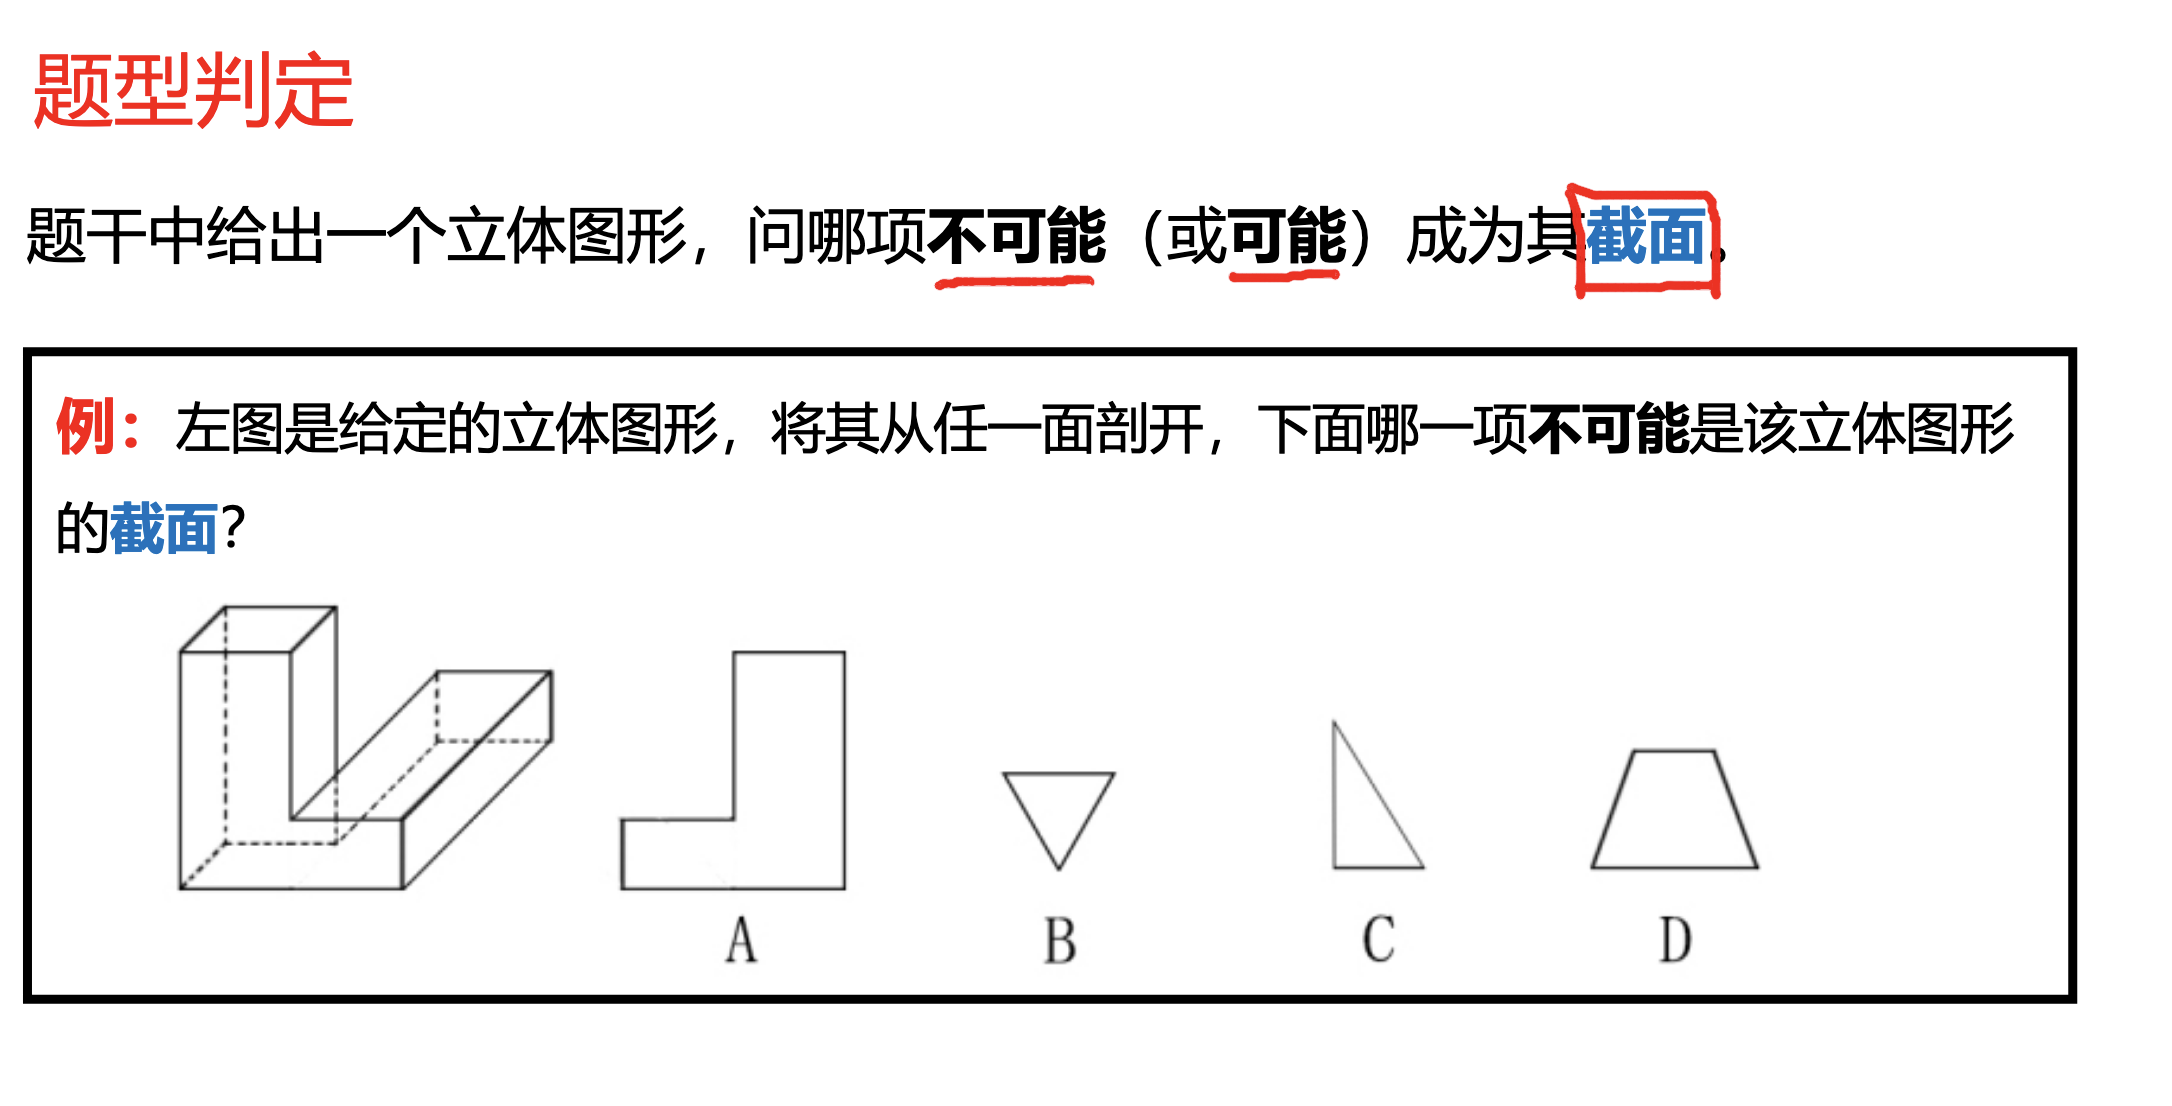 题型判定
题干中给出一个立体图形，问哪项不可能（或可能）成为其截面。
例：左图是给定的立体图形，将其从任一面剖开，下面哪一项不可能是该立体图形
的截面？
A B C D